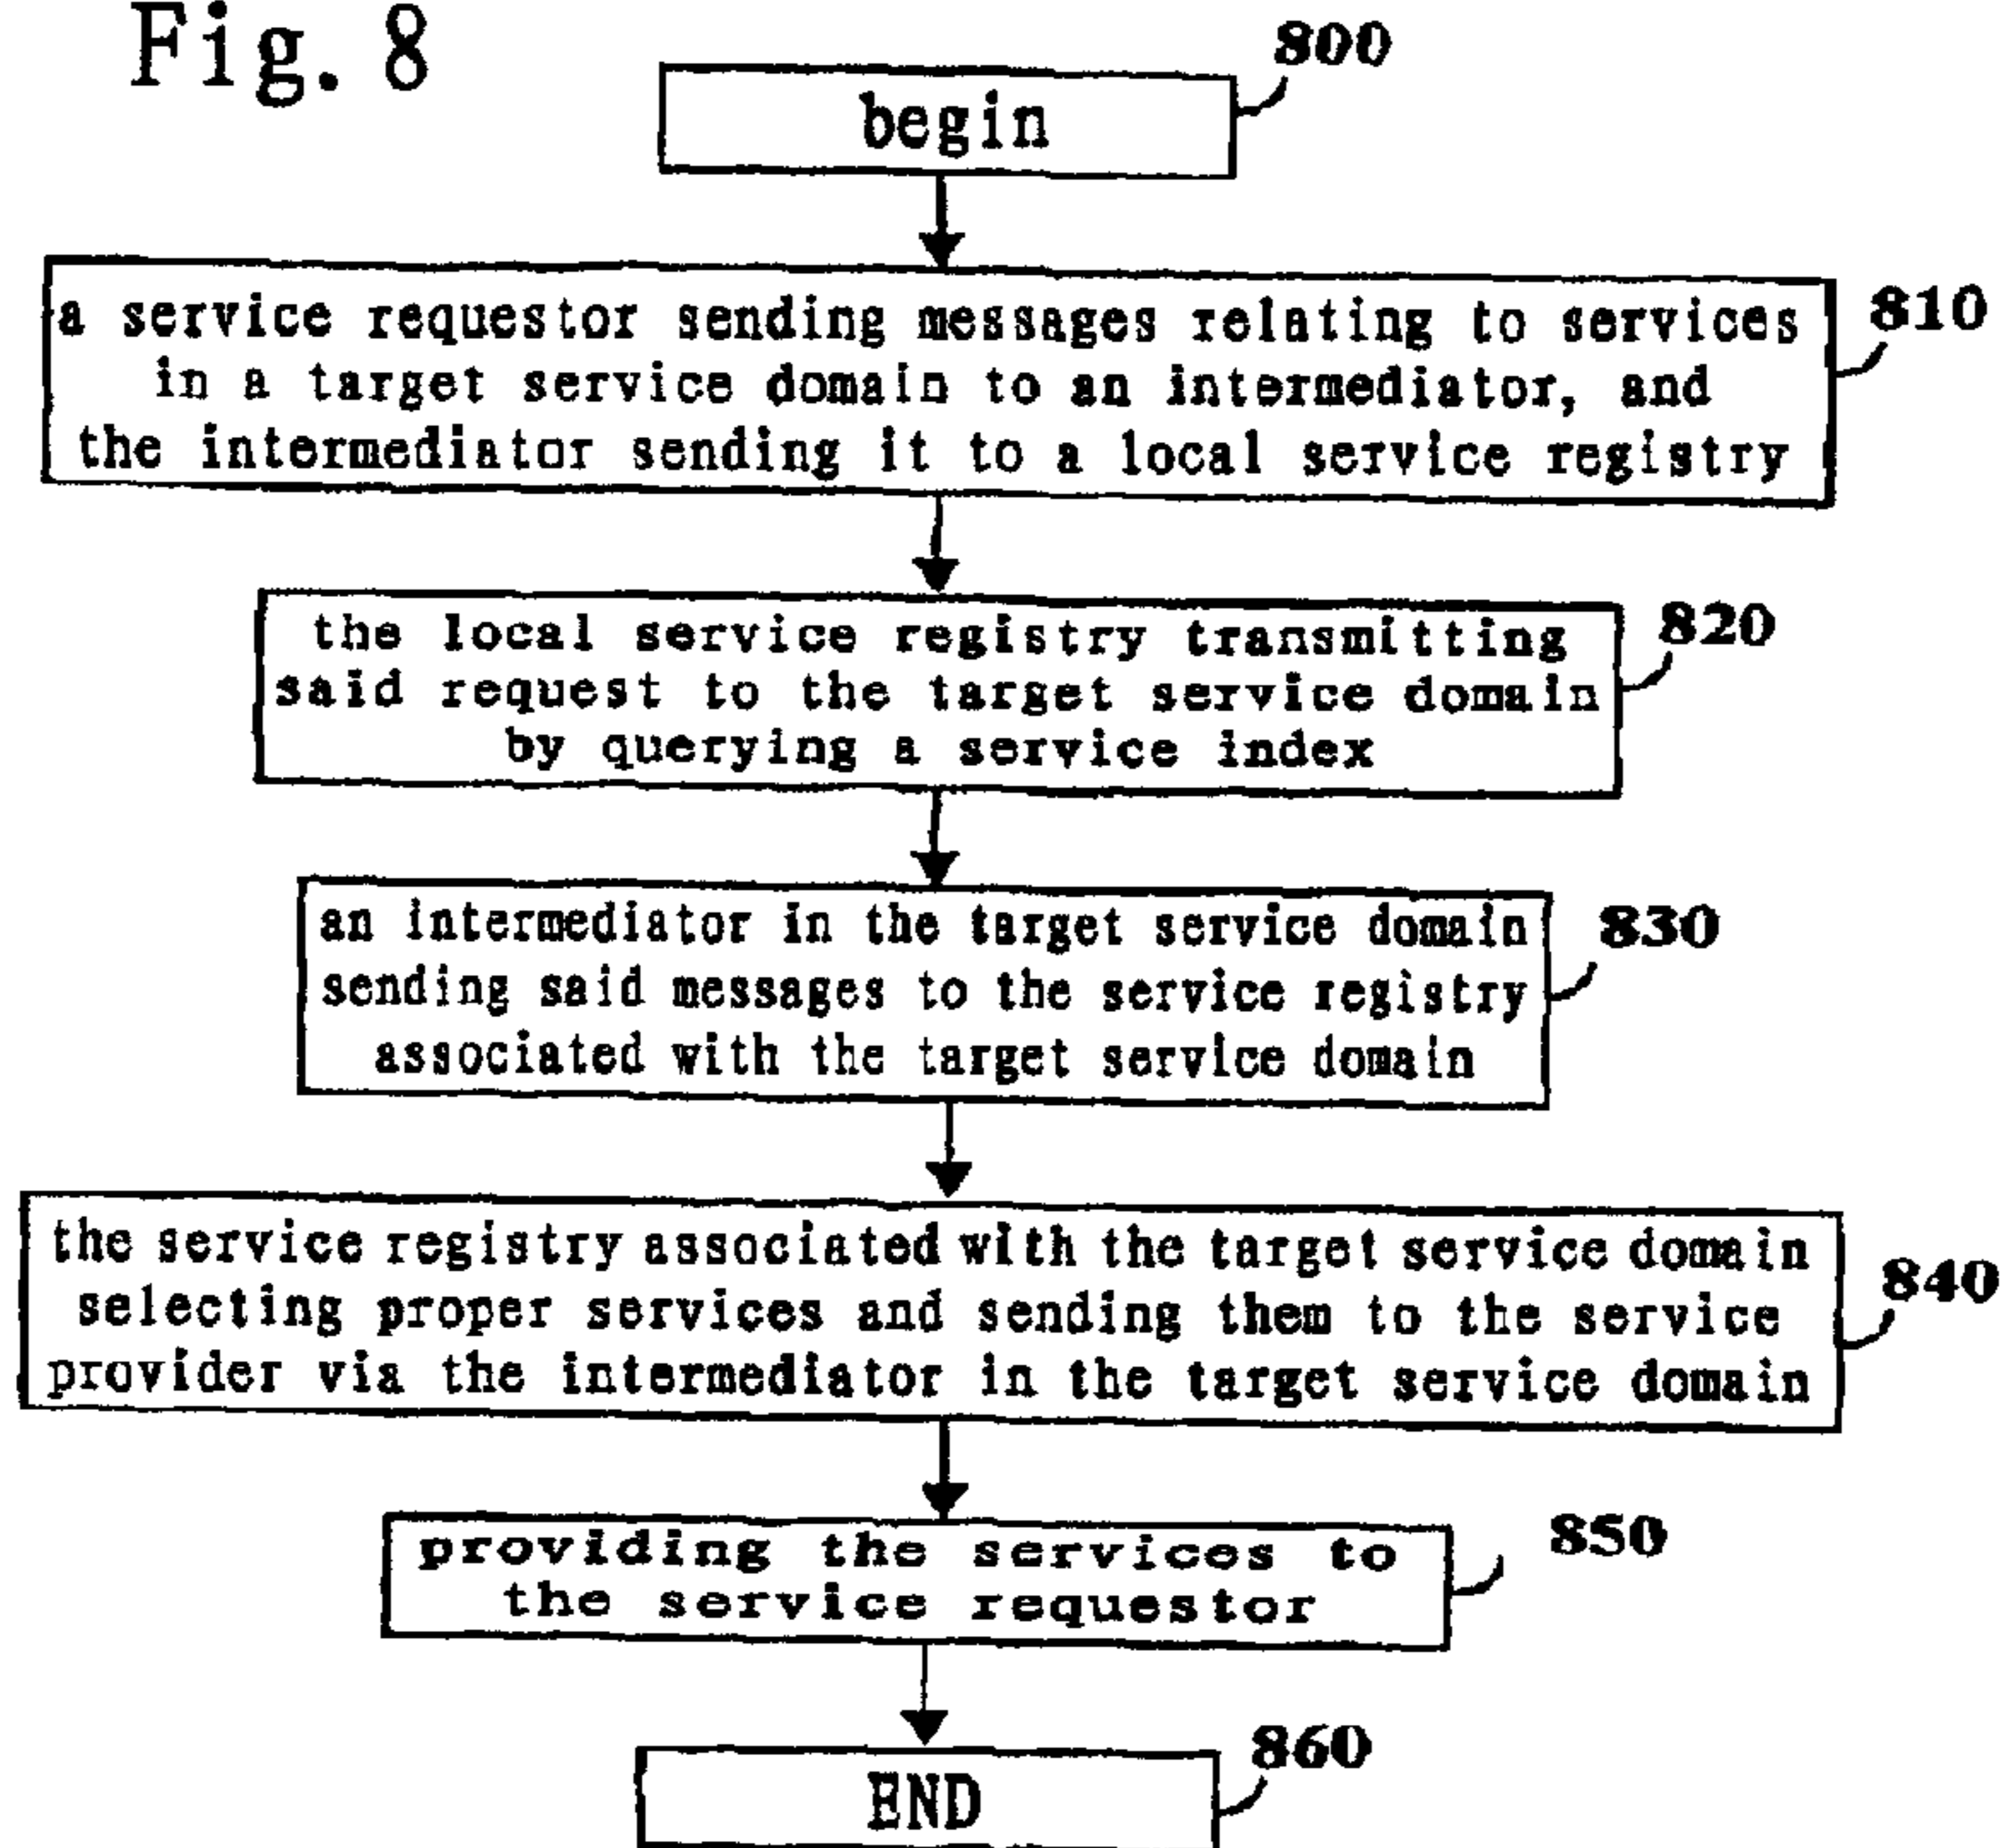 Fig. 8
800
begin
810
a service requestor sending messages relating to services
in a target service domain to an intermediator, and
the intermediator sending it to a local service registry
820
the local service registry transmitting
said request to the target service domain
by querying a service index
830
an intermediator in the target service domain
sending said messages to the service registry
associated with the target service domain
840
the service registry associated with the target service domain
selecting proper services and sending them to the service
provider via the intermediator in the target service domain
850
providing the services to
the service requestor
860
END